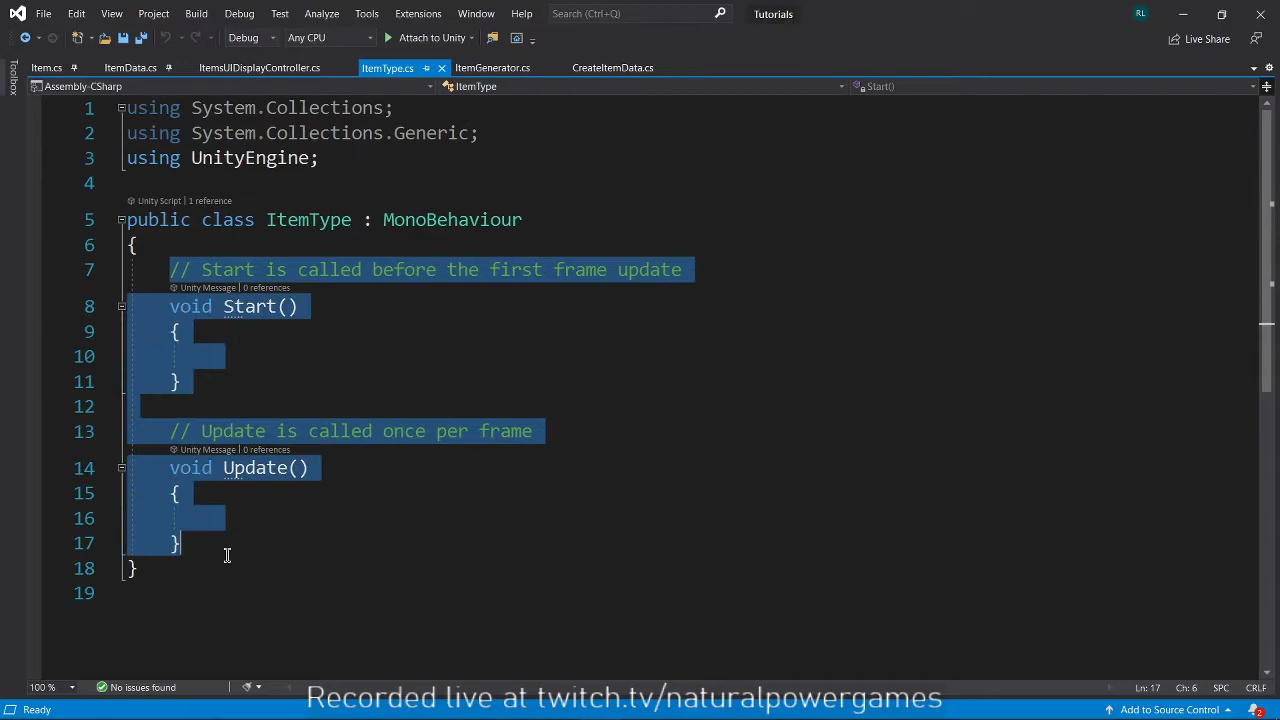 File Edit View Project Build Debug Test Analyze Tools Extensions Window Help Search (Ctrl+Q) Tutorials RL
Debug Any CPU Attach to Unity Live Share
Toolbox
Item.cs ItemData.cs ItemsUIDisplayController.cs ItemType.cs ItemGenerator.cs CreateItemData.cs
Assembly-CSharp ItemType Start()
1 using System.Collections;
2 using System.Collections.Generic;
3 using UnityEngine;
4
Unity Script | 1 reference
5 public class ItemType : MonoBehaviour
6 {
7 // Start is called before the first frame update
Unity Message | 0 references
8 void Start()
9 {
10
11 }
12
13 // Update is called once per frame
Unity Message | 0 references
14 void Update()
15 {
16
17 }
18 }
19
100 % No issues found Ln: 17 Ch: 6 SPC CRLF
Recorded live at twitch.tv/naturalpowergames
Ready Add to Source Control 2